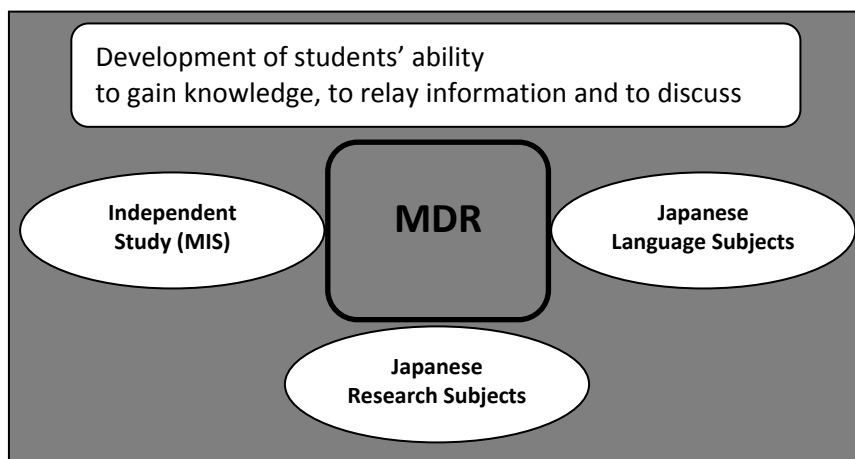 Development of students’ ability
to gain knowledge, to relay information and to discuss
MDR
Independent
Study (MIS)
Japanese
Language Subjects
Japanese
Research Subjects